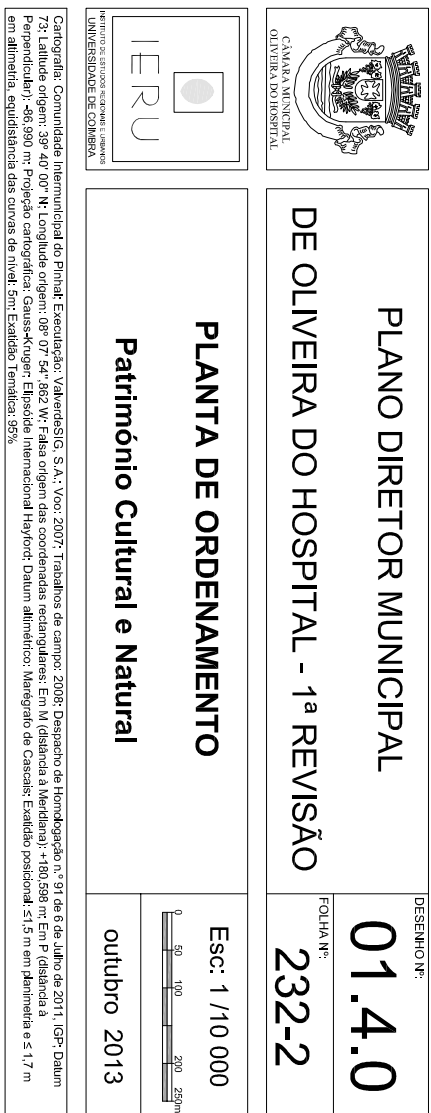 CÂMARA MUNICIPAL
OLIVEIRA DO HOSPITAL
PLANO DIRETOR MUNICIPAL
DE OLIVEIRA DO HOSPITAL - 1ª REVISÃO
DESENHO Nº:
01.4.0
FOLHA Nº:
232-2
IERU
INSTITUTO DE ESTUDOS REGIONAIS E URBANOS
UNIVERSIDADE DE COIMBRA
PLANTA DE ORDENAMENTO
Património Cultural e Natural
Esc: 1 /10 000
0 50 100 200 250m
outubro 2013
Cartografia: Comunidade Intermunicipal do Pinhal; Execulação: ValverdeSIG, S.A.; Voo: 2007; Trabalhos de campo: 2008; Despacho de Homologação n.º 91 de 6 de Julho de 2011, IGP; Datum
73; Latitude origem: 39º 40' 00'' N; Longitude origem: 08º 07' 54'',862 W; Falsa origem das coordenadas rectangulares: Em M (distância à Meridiana): +180,598 m; Em P (distância à
Perpendicular): -86,990 m; Projeção cartográfica: Gauss-Kruger; Elipsóide Internacional Hayford; Datum altimétrico: Marégrafo de Cascais; Exatidão posicional: ≤1,5 m em planimetria e ≤ 1,7 m
em altimetria, equidistância das curvas de nível: 5m; Exatidão Temática: 95%